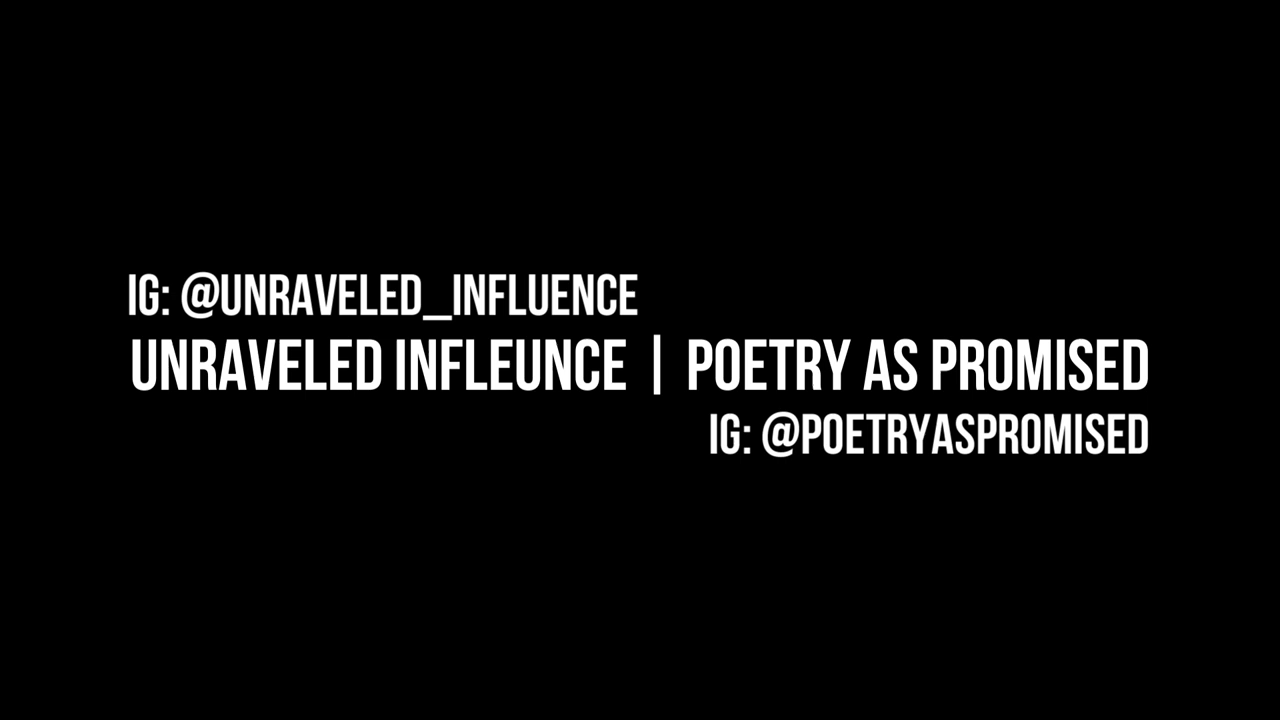 IG: @UNRAVELED_INFLUENCE
UNRAVELED INFLEUNCE | POETRY AS PROMISED
IG: @POETRYASPROMISED